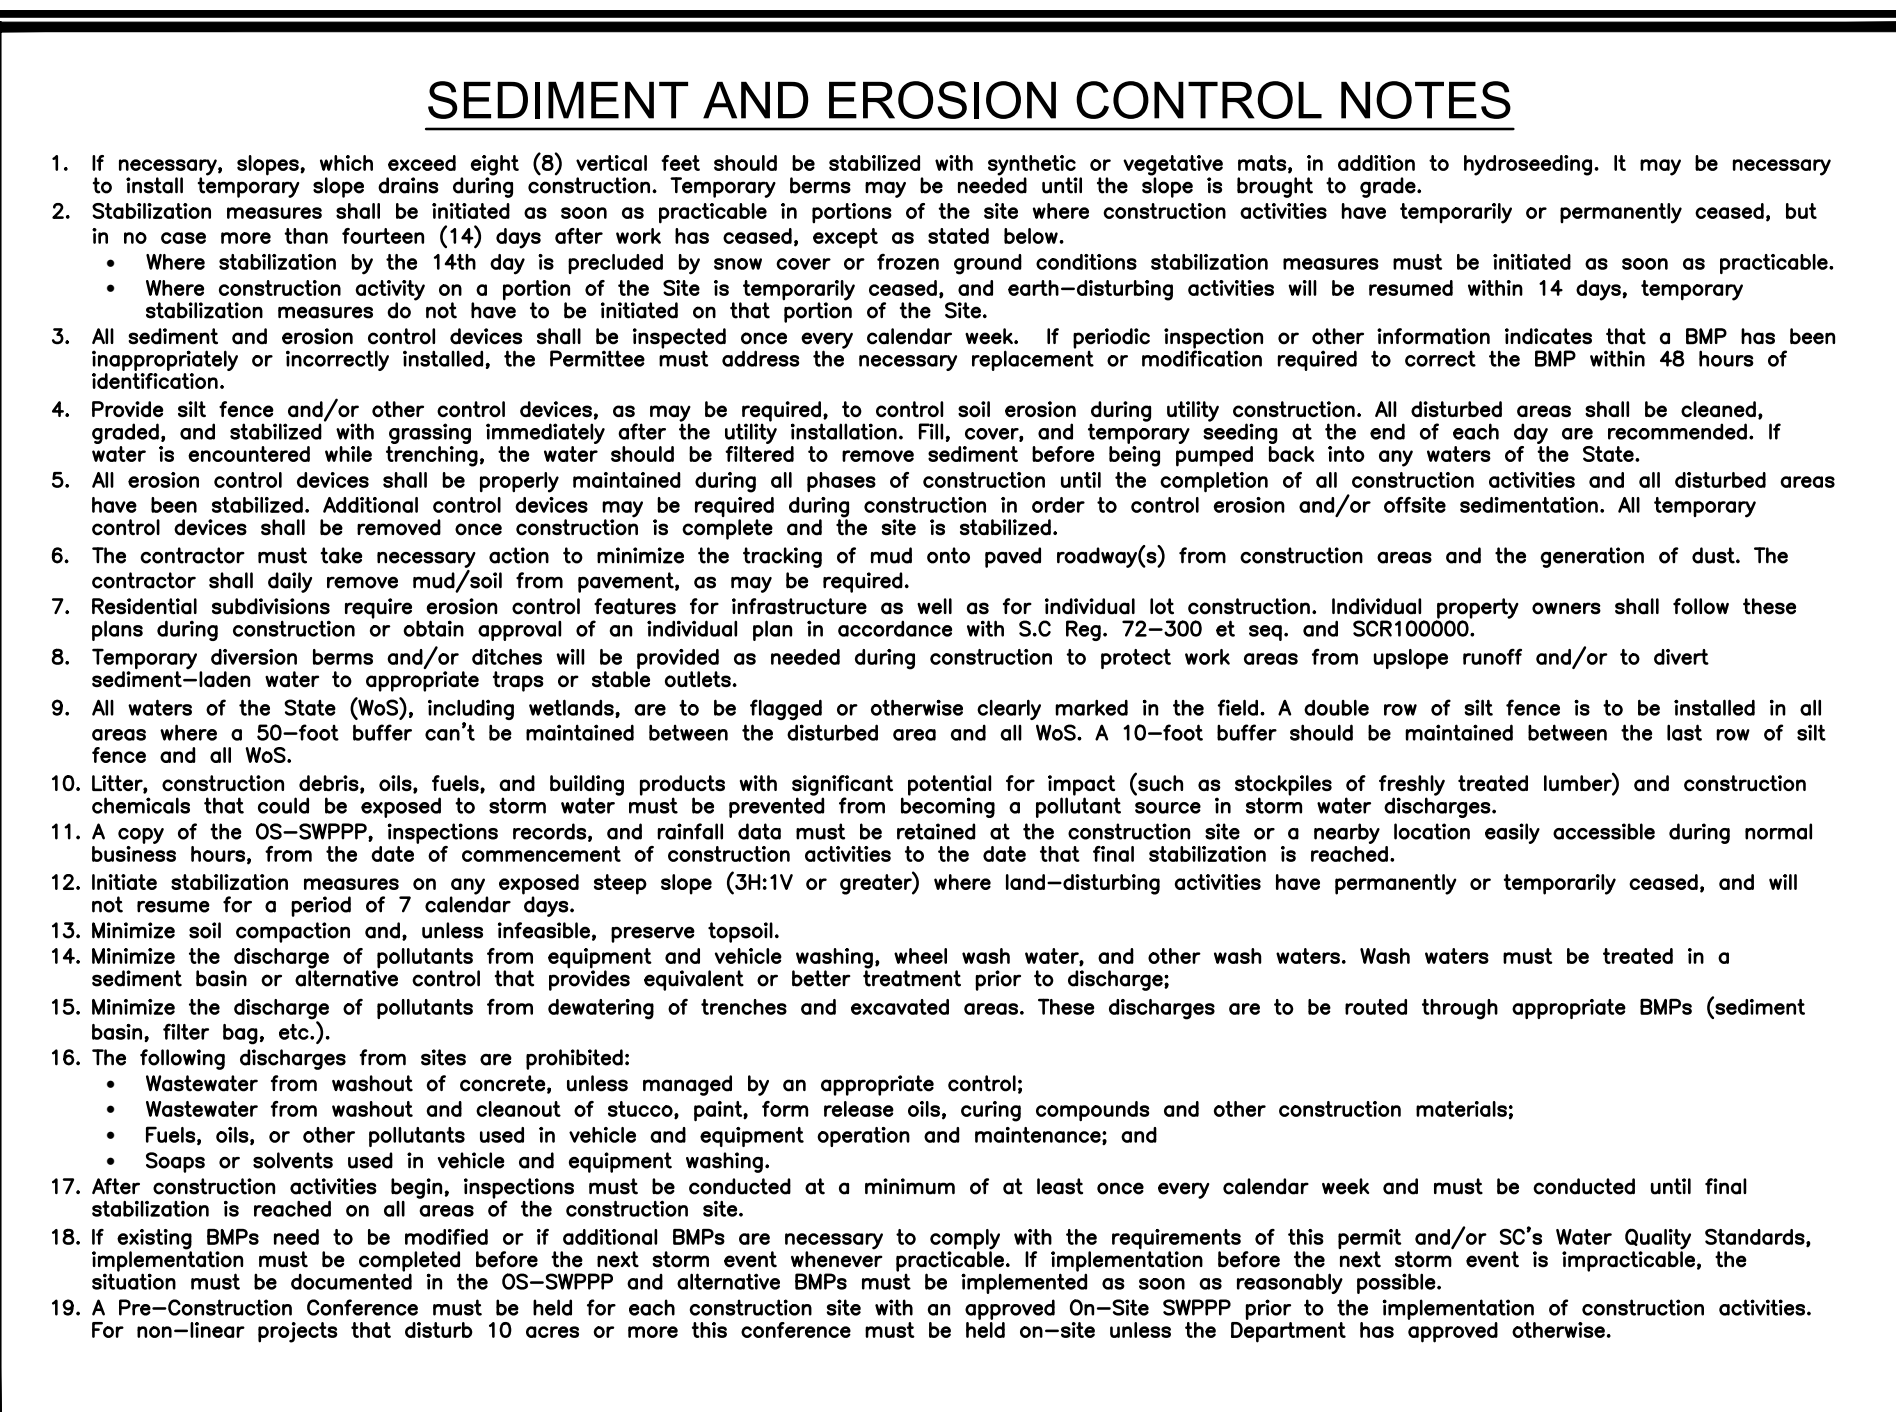 SEDIMENT AND EROSION CONTROL NOTES
1. If necessary, slopes, which exceed eight (8) vertical feet should be stabilized with synthetic or vegetative mats, in addition to hydroseeding. It may be necessary
to install temporary slope drains during construction. Temporary berms may be needed until the slope is brought to grade.
2. Stabilization measures shall be initiated as soon as practicable in portions of the site where construction activities have temporarily or permanently ceased, but
in no case more than fourteen (14) days after work has ceased, except as stated below.
• Where stabilization by the 14th day is precluded by snow cover or frozen ground conditions stabilization measures must be initiated as soon as practicable.
• Where construction activity on a portion of the Site is temporarily ceased, and earth-disturbing activities will be resumed within 14 days, temporary
stabilization measures do not have to be initiated on that portion of the Site.
3. All sediment and erosion control devices shall be inspected once every calendar week. If periodic inspection or other information indicates that a BMP has been
inappropriately or incorrectly installed, the Permittee must address the necessary replacement or modification required to correct the BMP within 48 hours of
identification.
4. Provide silt fence and/or other control devices, as may be required, to control soil erosion during utility construction. All disturbed areas shall be cleaned,
graded, and stabilized with grassing immediately after the utility installation. Fill, cover, and temporary seeding at the end of each day are recommended. If
water is encountered while trenching, the water should be filtered to remove sediment before being pumped back into any waters of the State.
5. All erosion control devices shall be properly maintained during all phases of construction until the completion of all construction activities and all disturbed areas
have been stabilized. Additional control devices may be required during construction in order to control erosion and/or offsite sedimentation. All temporary
control devices shall be removed once construction is complete and the site is stabilized.
6. The contractor must take necessary action to minimize the tracking of mud onto paved roadway(s) from construction areas and the generation of dust. The
contractor shall daily remove mud/soil from pavement, as may be required.
7. Residential subdivisions require erosion control features for infrastructure as well as for individual lot construction. Individual property owners shall follow these
plans during construction or obtain approval of an individual plan in accordance with S.C Reg. 72-300 et seq. and SCR100000.
8. Temporary diversion berms and/or ditches will be provided as needed during construction to protect work areas from upslope runoff and/or to divert
sediment-laden water to appropriate traps or stable outlets.
9. All waters of the State (WoS), including wetlands, are to be flagged or otherwise clearly marked in the field. A double row of silt fence is to be installed in all
areas where a 50-foot buffer can't be maintained between the disturbed area and all WoS. A 10-foot buffer should be maintained between the last row of silt
fence and all WoS.
10. Litter, construction debris, oils, fuels, and building products with significant potential for impact (such as stockpiles of freshly treated lumber) and construction
chemicals that could be exposed to storm water must be prevented from becoming a pollutant source in storm water discharges.
11. A copy of the OS-SWPPP, inspections records, and rainfall data must be retained at the construction site or a nearby location easily accessible during normal
business hours, from the date of commencement of construction activities to the date that final stabilization is reached.
12. Initiate stabilization measures on any exposed steep slope (3H:1V or greater) where land-disturbing activities have permanently or temporarily ceased, and will
not resume for a period of 7 calendar days.
13. Minimize soil compaction and, unless infeasible, preserve topsoil.
14. Minimize the discharge of pollutants from equipment and vehicle washing, wheel wash water, and other wash waters. Wash waters must be treated in a
sediment basin or alternative control that provides equivalent or better treatment prior to discharge;
15. Minimize the discharge of pollutants from dewatering of trenches and excavated areas. These discharges are to be routed through appropriate BMPs (sediment
basin, filter bag, etc.).
16. The following discharges from sites are prohibited:
• Wastewater from washout of concrete, unless managed by an appropriate control;
• Wastewater from washout and cleanout of stucco, paint, form release oils, curing compounds and other construction materials;
• Fuels, oils, or other pollutants used in vehicle and equipment operation and maintenance; and
• Soaps or solvents used in vehicle and equipment washing.
17. After construction activities begin, inspections must be conducted at a minimum of at least once every calendar week and must be conducted until final
stabilization is reached on all areas of the construction site.
18. If existing BMPs need to be modified or if additional BMPs are necessary to comply with the requirements of this permit and/or SC's Water Quality Standards,
implementation must be completed before the next storm event whenever practicable. If implementation before the next storm event is impracticable, the
situation must be documented in the OS-SWPPP and alternative BMPs must be implemented as soon as reasonably possible.
19. A Pre-Construction Conference must be held for each construction site with an approved On-Site SWPPP prior to the implementation of construction activities.
For non-linear projects that disturb 10 acres or more this conference must be held on-site unless the Department has approved otherwise.